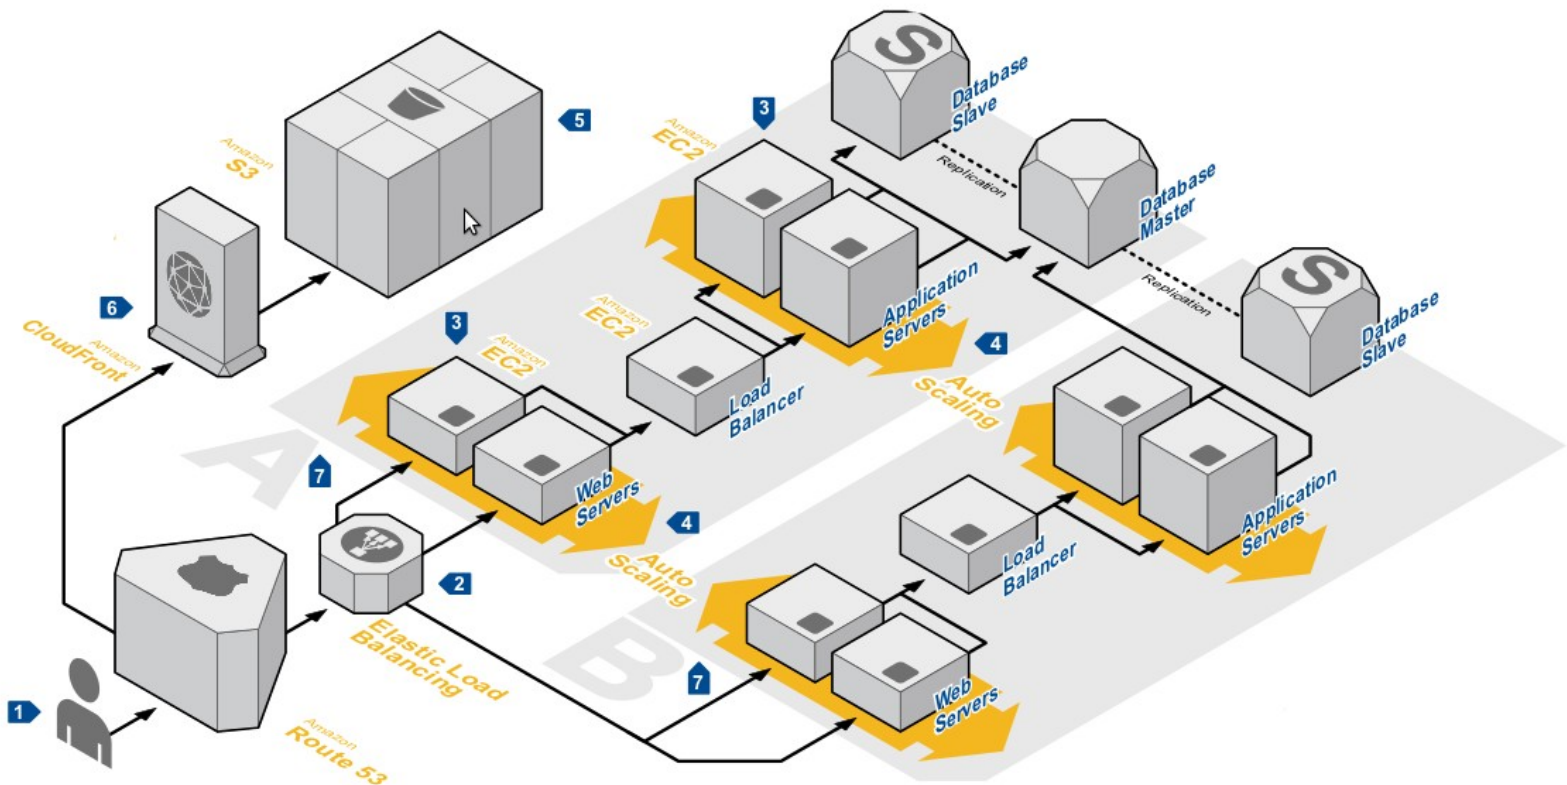 S
Database
Slave
3
Amazon
EC2
5
Amazon
S3
Replication
Database
Master
S
Replication
Database
Slave
6
Amazon
CloudFront
Application
Servers
4
Auto
Scaling
3
Amazon
EC2
Amazon
EC2
Load
Balancer
A
7
Web
Servers
4
Auto
Scaling
2
Elastic Load
Balancing
B
Load
Balancer
Application
Servers
7
Web
Servers
1
Amazon
Route 53